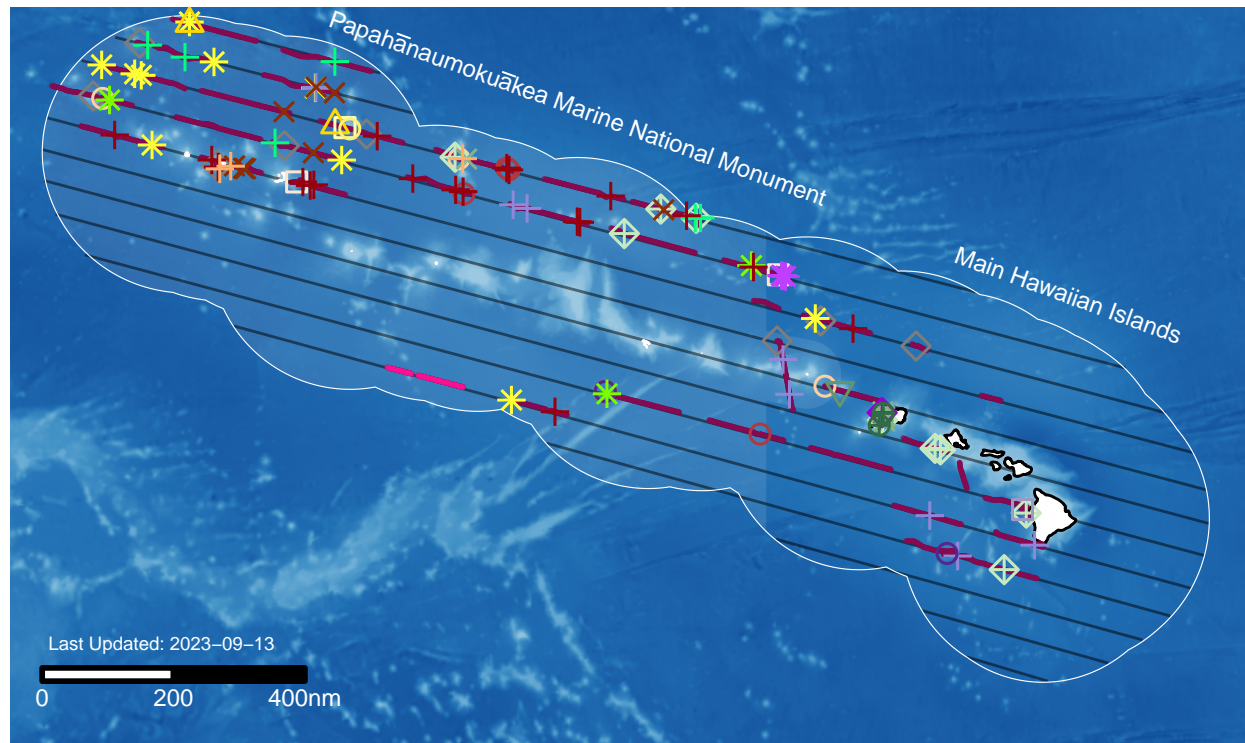 Papahānaumokuākea Marine National Monument
Main Hawaiian Islands
Last Updated: 2023−09−13
0 200 400nm